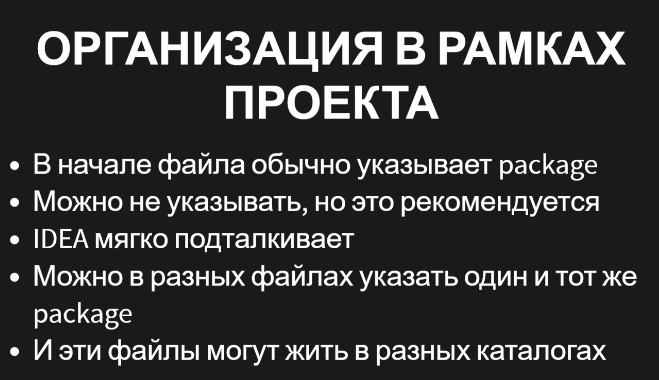 ОРГАНИЗАЦИЯ В РАМКАХ
ПРОЕКТА
• В начале файла обычно указывает package
• Можно не указывать, но это рекомендуется
• IDEA мягко подталкивает
• Можно в разных файлах указать один и тот же
package
• И эти файлы могут жить в разных каталогах